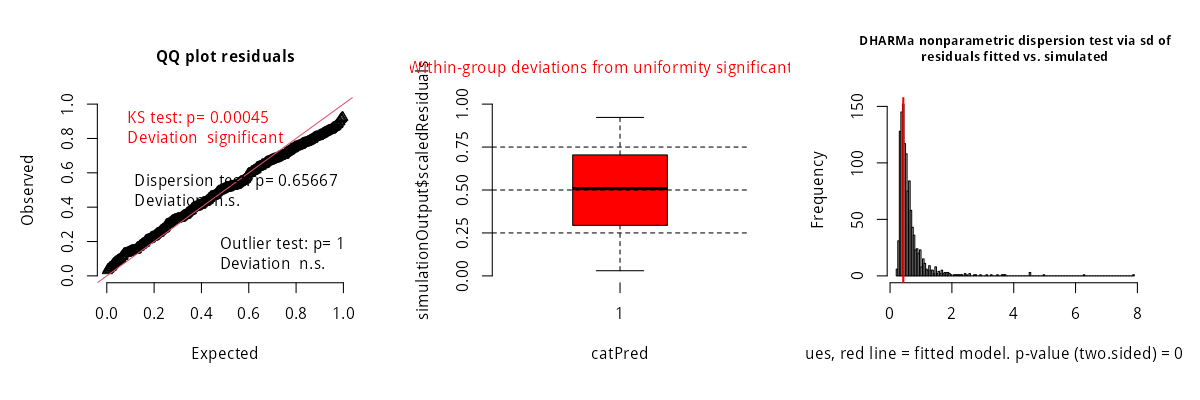 QQ plot residuals
KS test: p= 0.00045
Deviation significant
Dispersion test: p= 0.65667
Deviation n.s.
Outlier test: p= 1
Deviation n.s.
Observed
0.0 0.2 0.4 0.6 0.8 1.0
0.0 0.2 0.4 0.6 0.8 1.0
Expected
Within-group deviations from uniformity significant
simulationOutput$scaledResiduals
0.00 0.25 0.50 0.75 1.00
1
catPred
DHARMa nonparametric dispersion test via sd of
residuals fitted vs. simulated
Frequency
0 50 100 150
0 2 4 6 8
ues, red line = fitted model. p-value (two.sided) = 0